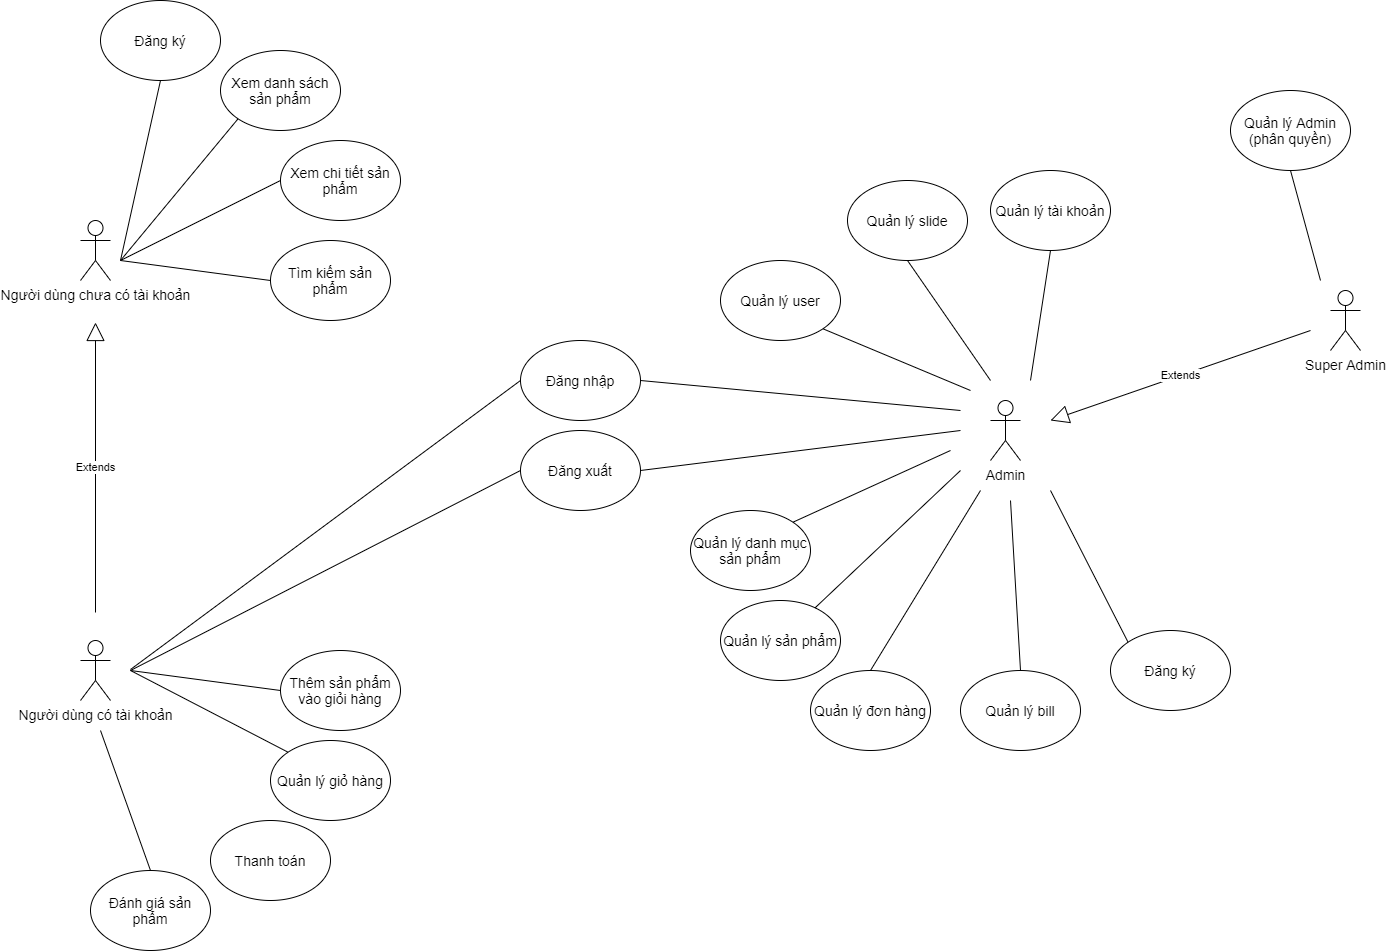 Đăng ký
Xem danh sách
sản phẩm
Quản lý Admin
(phân quyền)
Xem chi tiết sản
phẩm
Quản lý slide
Quản lý tài khoản
Tìm kiếm sản
phẩm
Người dùng chưa có tài khoản
Quản lý user
Super Admin
Extends
Đăng nhập
Extends
Đăng xuất
Admin
Quản lý danh mục
sản phẩm
Quản lý sản phẩm
Quản lý đơn hàng
Quản lý bill
Đăng ký
Thêm sản phẩm
vào giỏi hàng
Người dùng có tài khoản
Quản lý giỏ hàng
Thanh toán
Đánh giá sản
phẩm